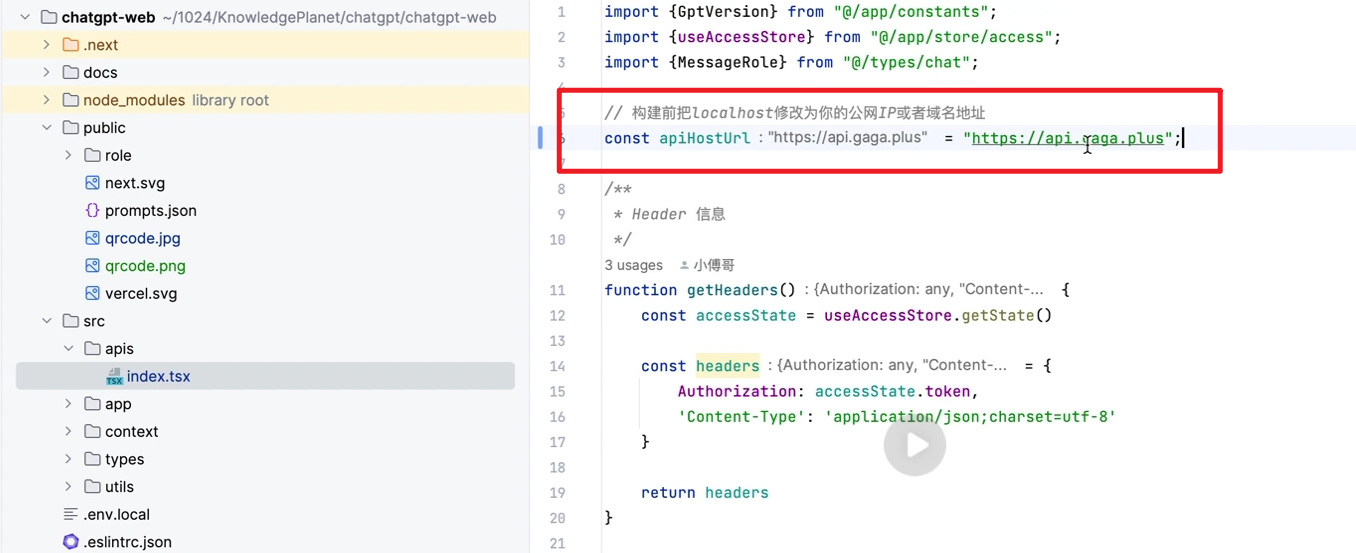 chatgpt-web ~/1024/KnowledgePlanet/chatgpt/chatgpt-web
.next
docs
node_modules library root
public
role
next.svg
prompts.json
qrcode.jpg
qrcode.png
vercel.svg
src
apis
index.tsx
app
context
types
utils
.env.local
.eslintrc.json
1 import {GptVersion} from "@/app/constants";
2 import {useAccessStore} from "@/app/store/access";
3 import {MessageRole} from "@/types/chat";
4
5 // 构建前把localhost修改为你的公网IP或者域名地址
6 const apiHostUrl : "https://api.gaga.plus" = "https://api.gaga.plus";
7
8 /**
9 * Header 信息
10 */
3 usages 小傅哥
11 function getHeaders() : {Authorization: any, "Content-... {
12 const accessState = useAccessStore.getState()
13
14 const headers : {Authorization: any, "Content-... = {
15 Authorization: accessState.token,
16 'Content-Type': 'application/json;charset=utf-8'
17 }
18
19 return headers
20 }
21